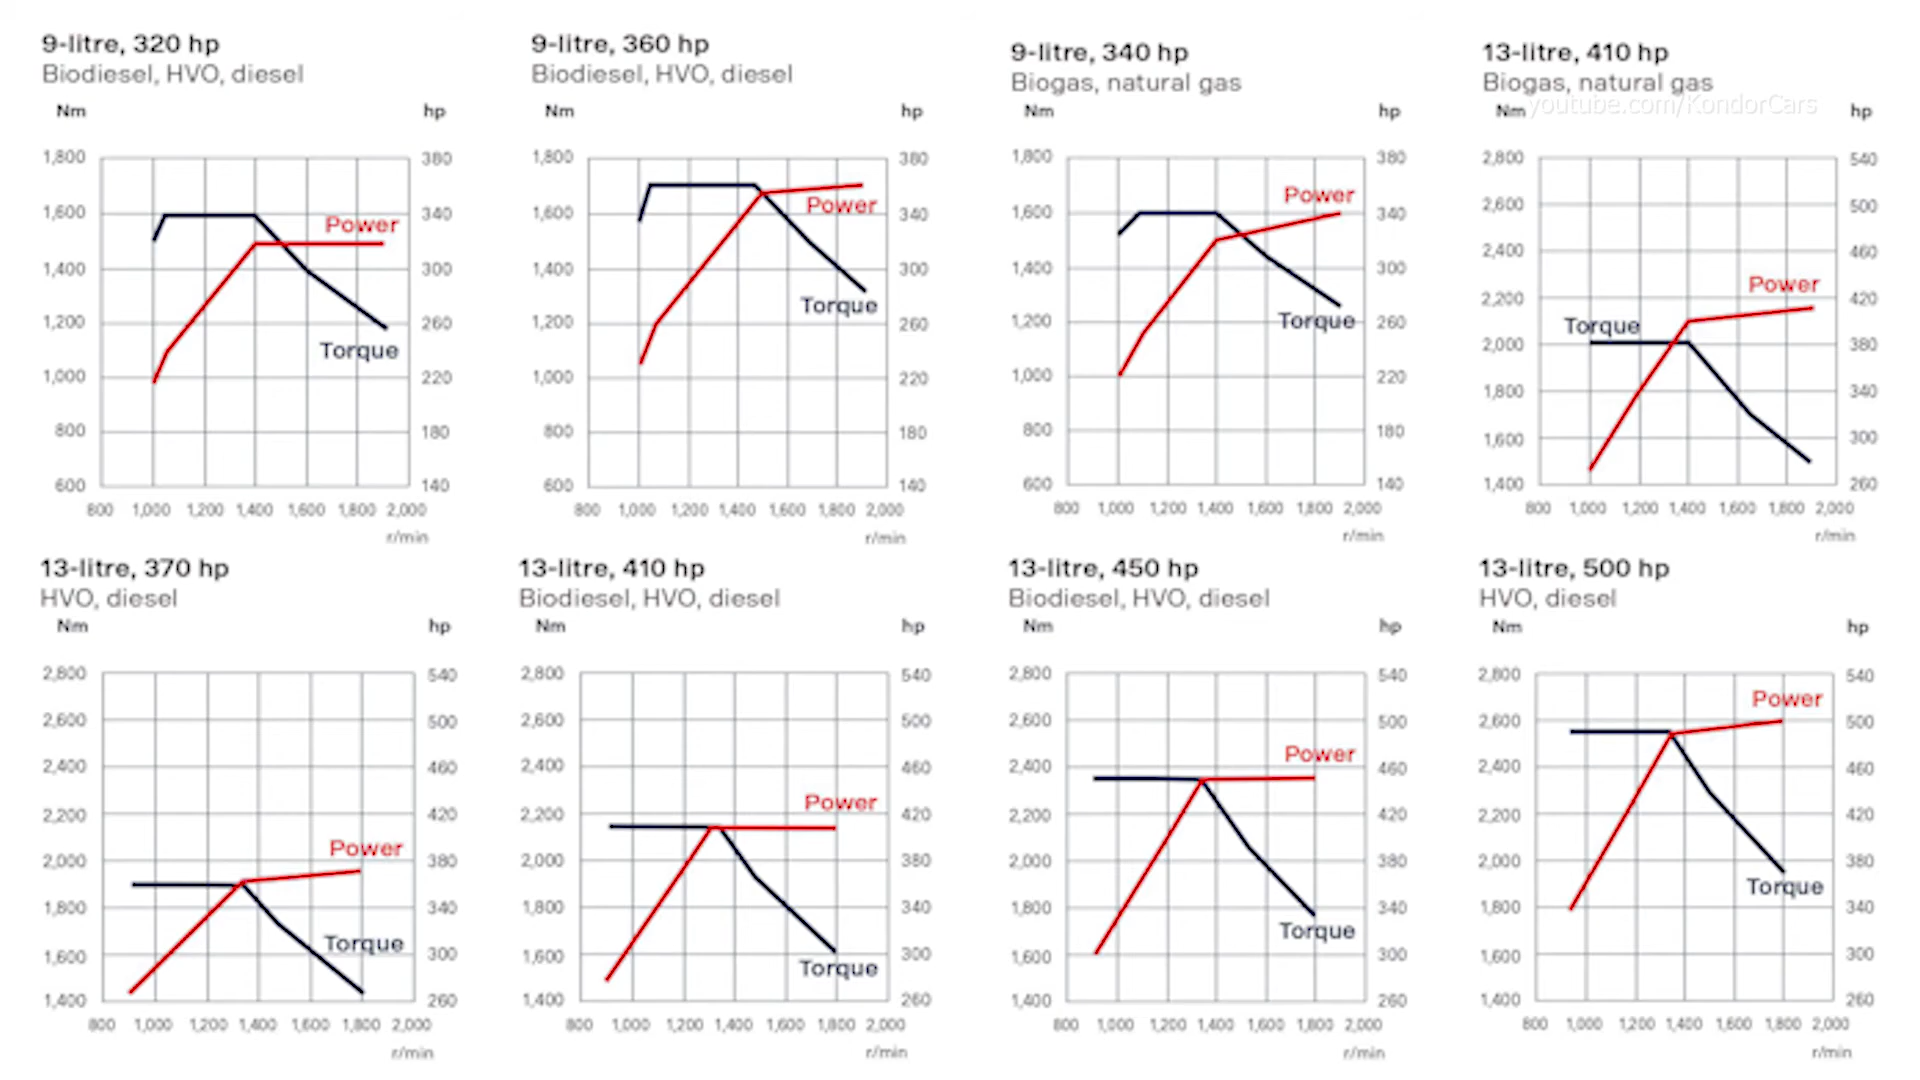 9-litre, 320 hp
Biodiesel, HVO, diesel
Nm
hp
1,800
1,600
1,400
1,200
1,000
800
600
380
340
300
260
220
180
140
Power
Torque
800 1,000 1,200 1,400 1,600 1,800 2,000
r/min
9-litre, 360 hp
Biodiesel, HVO, diesel
Nm
hp
1,800
1,600
1,400
1,200
1,000
800
600
380
340
300
260
220
180
140
Power
Torque
800 1,000 1,200 1,400 1,600 1,800 2,000
r/min
9-litre, 340 hp
Biogas, natural gas
Nm
hp
1,800
1,600
1,400
1,200
1,000
800
600
380
340
300
260
220
180
140
Power
Torque
800 1,000 1,200 1,400 1,600 1,800 2,000
r/min
13-litre, 410 hp
Biogas, natural gas
youtube.com/KondorCars
Nm
hp
2,800
2,600
2,400
2,200
2,000
1,800
1,600
1,400
540
500
460
420
380
340
300
260
Power
Torque
800 1,000 1,200 1,400 1,600 1,800 2,000
r/min
13-litre, 370 hp
HVO, diesel
Nm
hp
2,800
2,600
2,400
2,200
2,000
1,800
1,600
1,400
540
500
460
420
380
340
300
260
Power
Torque
800 1,000 1,200 1,400 1,600 1,800 2,000
r/min
13-litre, 410 hp
Biodiesel, HVO, diesel
Nm
hp
2,800
2,600
2,400
2,200
2,000
1,800
1,600
1,400
540
500
460
420
380
340
300
260
Power
Torque
800 1,000 1,200 1,400 1,600 1,800 2,000
r/min
13-litre, 450 hp
Biodiesel, HVO, diesel
Nm
hp
2,800
2,600
2,400
2,200
2,000
1,800
1,600
1,400
540
500
460
420
380
340
300
260
Power
Torque
800 1,000 1,200 1,400 1,600 1,800 2,000
r/min
13-litre, 500 hp
HVO, diesel
Nm
hp
2,800
2,600
2,400
2,200
2,000
1,800
1,600
1,400
540
500
460
420
380
340
300
260
Power
Torque
800 1,000 1,200 1,400 1,600 1,800 2,000
r/min